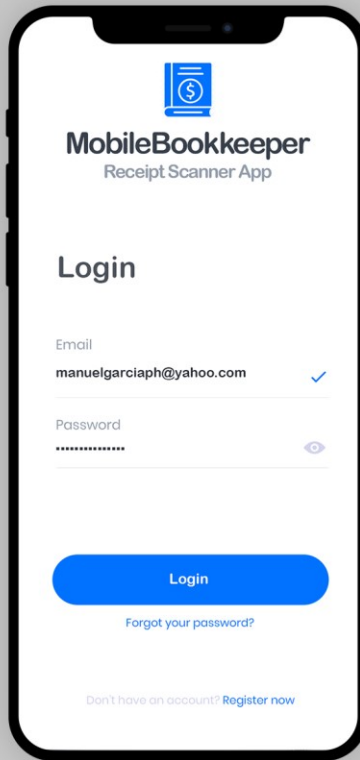 MobileBookkeeper
Receipt Scanner App
Login
Email
manuelgarciaph@yahoo.com
Password
•••••••••••••••
Login
Forgot your password?
Don't have an account? Register now